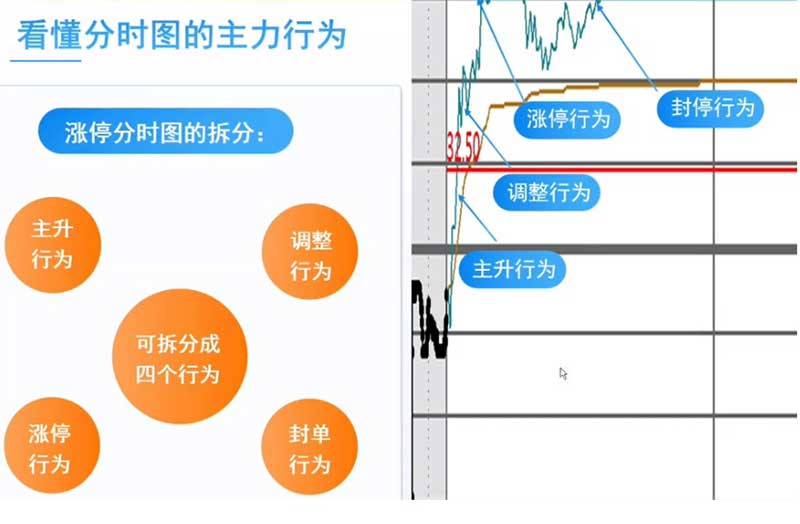 看懂分时图的主力行为
涨停分时图的拆分：
主升
行为
调整
行为
可拆分成
四个行为
涨停
行为
封单
行为
涨停行为
封停行为
32.50
调整行为
主升行为